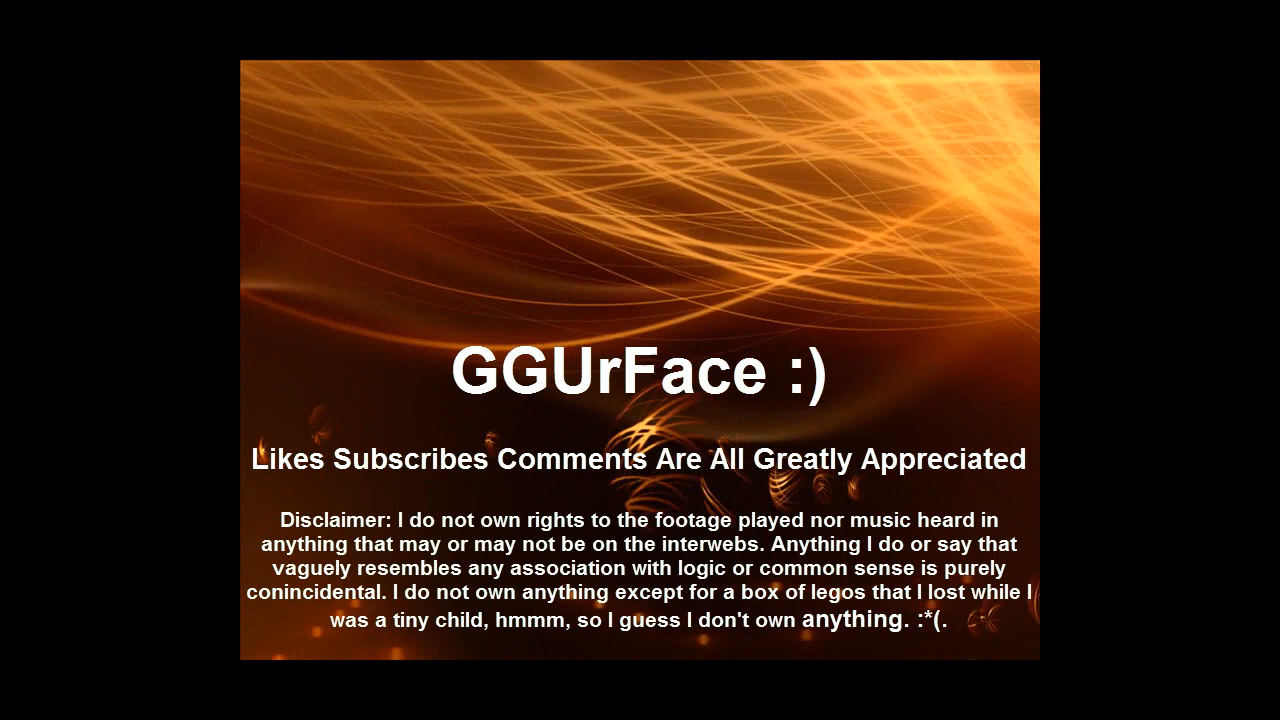 GGUrFace :)
Likes Subscribes Comments Are All Greatly Appreciated
Disclaimer: I do not own rights to the footage played nor music heard in
anything that may or may not be on the interwebs. Anything I do or say that
vaguely resembles any association with logic or common sense is purely
conincidental. I do not own anything except for a box of legos that I lost while I
was a tiny child, hmmm, so I guess I don't own anything. :*(.